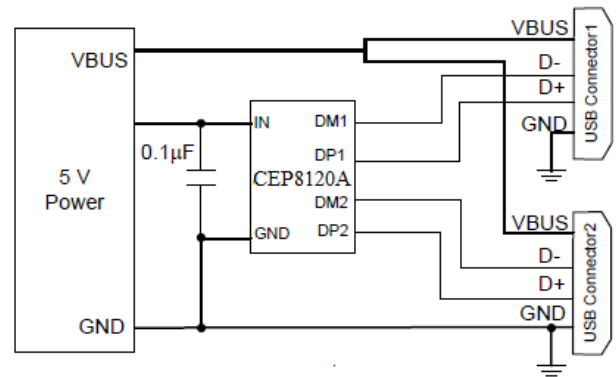 VBUS
5 V
Power
GND
0.1µF
IN
GND
CEP8120A
DM1
DP1
DM2
DP2
VBUS
D-
D+
GND
USB Connector1
VBUS
D-
D+
GND
USB Connector2